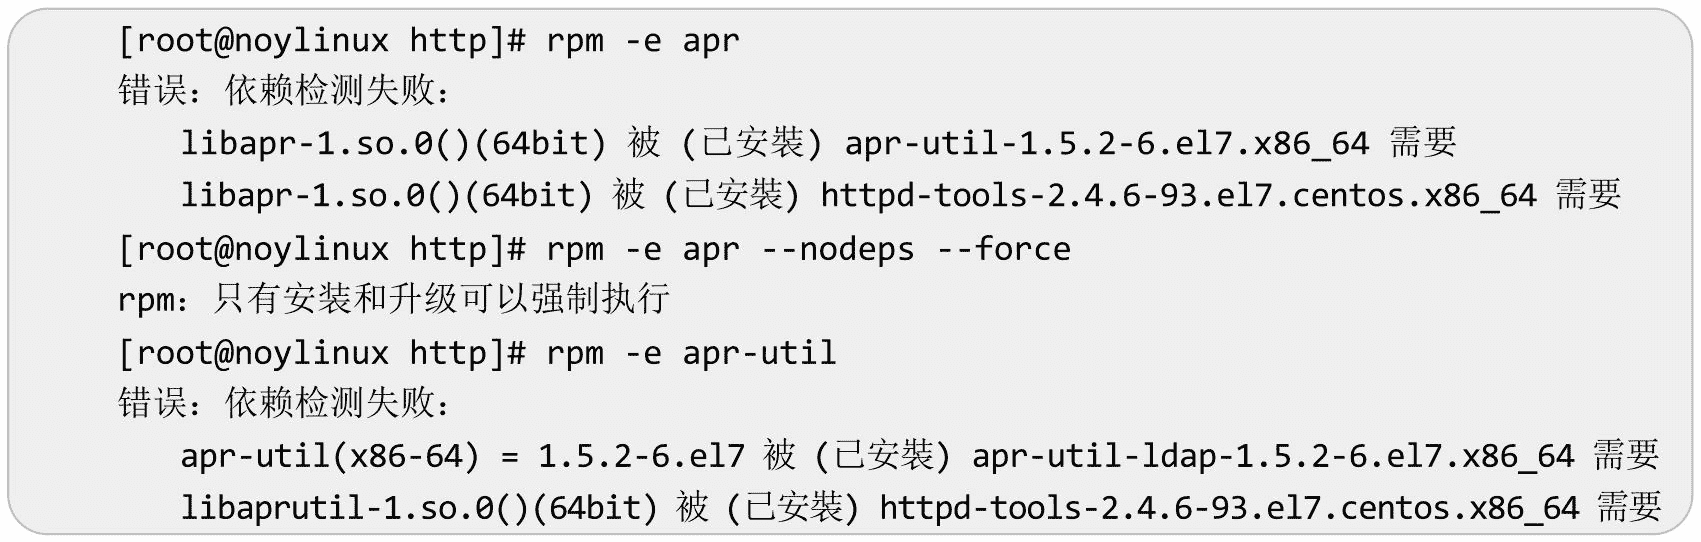 [root@noylinux http]# rpm -e apr
错误：依赖检测失败：
libapr-1.so.0()(64bit) 被 (已安裝) apr-util-1.5.2-6.el7.x86_64 需要
libapr-1.so.0()(64bit) 被 (已安裝) httpd-tools-2.4.6-93.el7.centos.x86_64 需要
[root@noylinux http]# rpm -e apr --nodeps --force
rpm：只有安装和升级可以强制执行
[root@noylinux http]# rpm -e apr-util
错误：依赖检测失败：
apr-util(x86-64) = 1.5.2-6.el7 被 (已安裝) apr-util-ldap-1.5.2-6.el7.x86_64 需要
libaprutil-1.so.0()(64bit) 被 (已安裝) httpd-tools-2.4.6-93.el7.centos.x86_64 需要